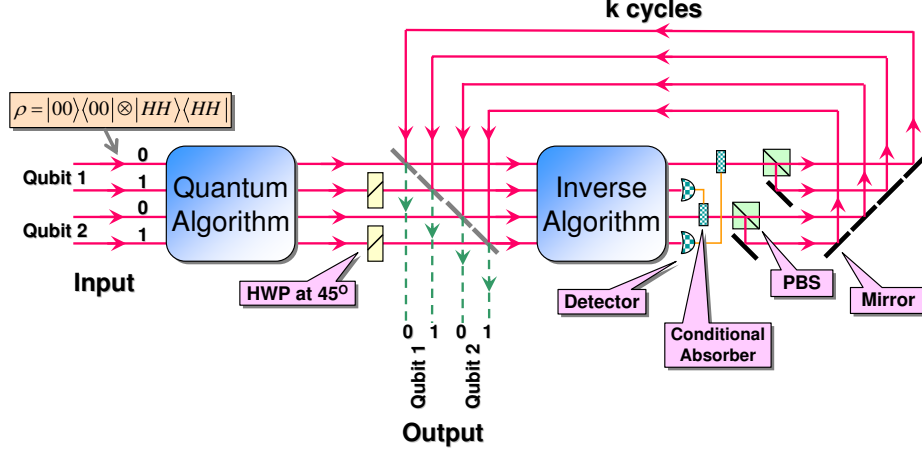 k cycles
ρ = |00⟩⟨00| ⊗ |HH⟩⟨HH|
0
Qubit 1
1
0
Qubit 2
1
Input
Quantum
Algorithm
HWP at 45O
Inverse
Algorithm
Detector
Conditional
Absorber
PBS
Mirror
0 1 0 1
Qubit 1
Qubit 2
Output